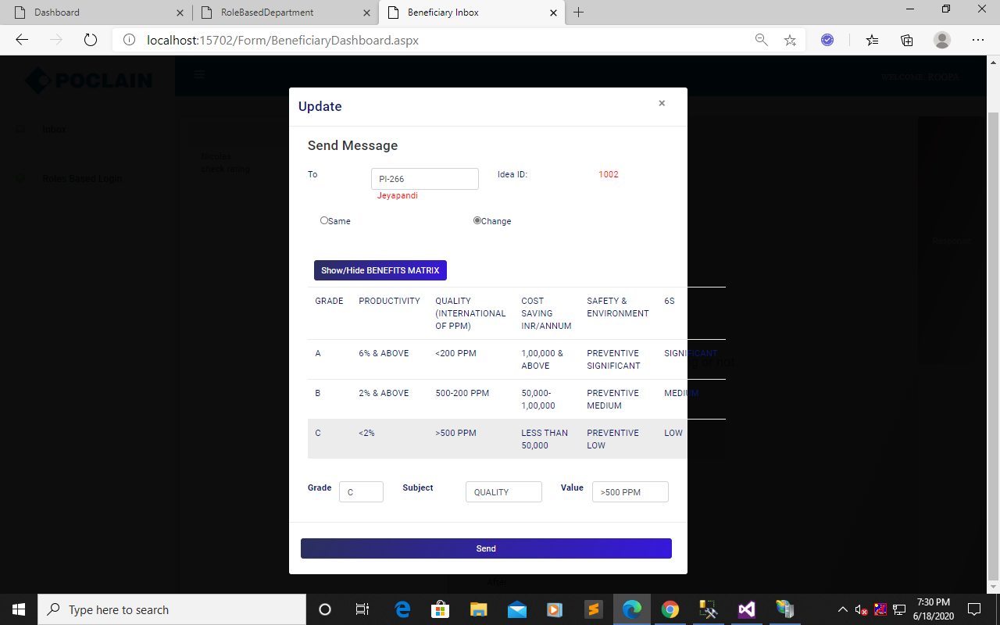 Dashboard
RoleBasedDepartment
Beneficiary Inbox
localhost:15702/Form/BeneficiaryDashboard.aspx
POCLAIN
WELCOME: ROOPA
Inbox
Roles Based Login
Update
×
Send Message
To
PI-266
Idea ID:
1002
Jeyapandi
Same
Change
Show/Hide BENEFITS MATRIX
GRADE PRODUCTIVITY QUALITY COST SAFETY & 6S
(INTERNATIONAL SAVING ENVIRONMENT
OF PPM) INR/ANNUM
A 6% & ABOVE <200 PPM 1,00,000 & PREVENTIVE SIGNIFICANT
ABOVE SIGNIFICANT
B 2% & ABOVE 500-200 PPM 50,000- PREVENTIVE MEDIUM
1,00,000 MEDIUM
C <2% >500 PPM LESS THAN PREVENTIVE LOW
50,000 LOW
Grade C Subject QUALITY Value >500 PPM
Send
After
Type here to search
7:30 PM
6/18/2020